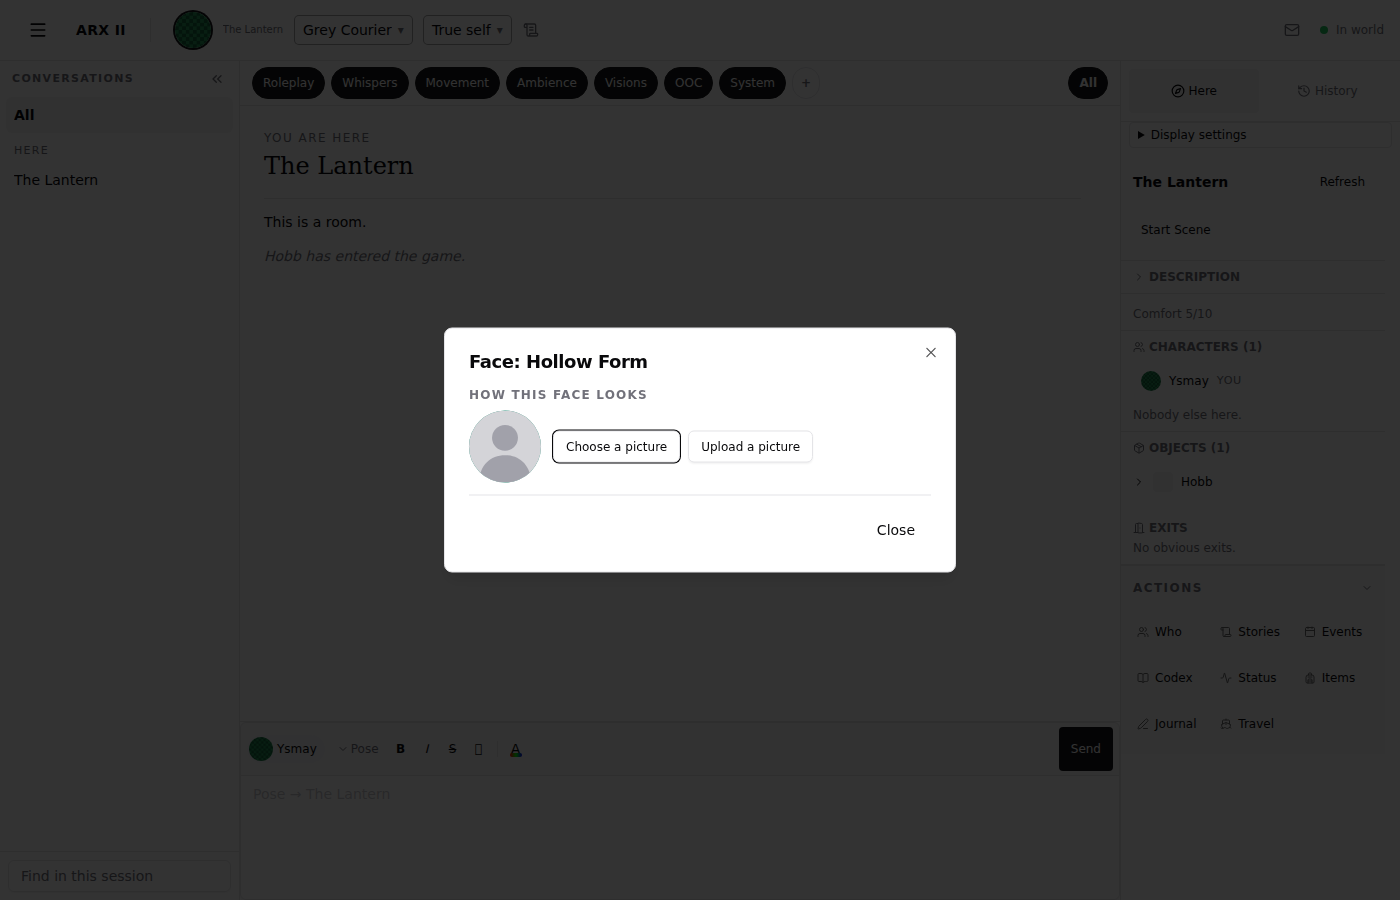 ARX II
The Lantern
Grey Courier
True self
In world
CONVERSATIONS
All
HERE
The Lantern
Find in this session
Roleplay
Whispers
Movement
Ambience
Visions
OOC
System
+
All
YOU ARE HERE
The Lantern
This is a room.
Hobb has entered the game.
Face: Hollow Form
HOW THIS FACE LOOKS
Choose a picture
Upload a picture
Close
Ysmay
Pose
B
I
S
A
Send
Pose → The Lantern
Here
History
Display settings
The Lantern
Refresh
Start Scene
DESCRIPTION
Comfort 5/10
CHARACTERS (1)
Ysmay YOU
Nobody else here.
OBJECTS (1)
Hobb
EXITS
No obvious exits.
ACTIONS
Who
Stories
Events
Codex
Status
Items
Journal
Travel